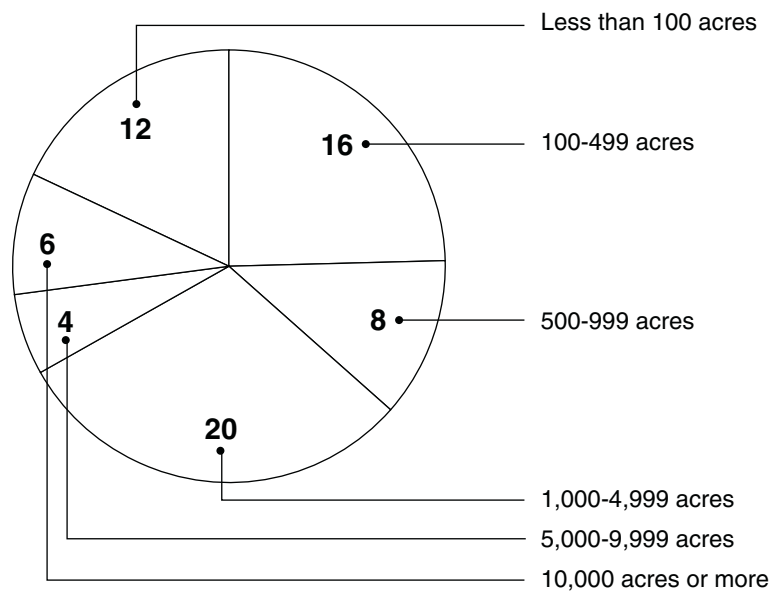 Less than 100 acres
12
16
100-499 acres
6
4
8
500-999 acres
20
1,000-4,999 acres
5,000-9,999 acres
10,000 acres or more